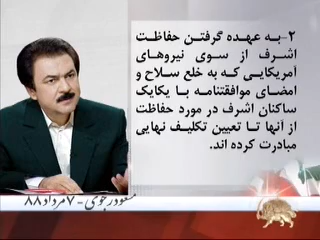 ۲-به عهده گرفتن حفاظت
اشرف از سوی نیروهای
آمریکایی که به خلع سلاح و
امضای موافقتنامه با یکایک
ساکنان اشرف در مورد حفاظت
از آنها تا تعیین تکلیف نهایی
مبادرت کرده اند.
مسعود رجوی - ۷ مرداد ۸۸